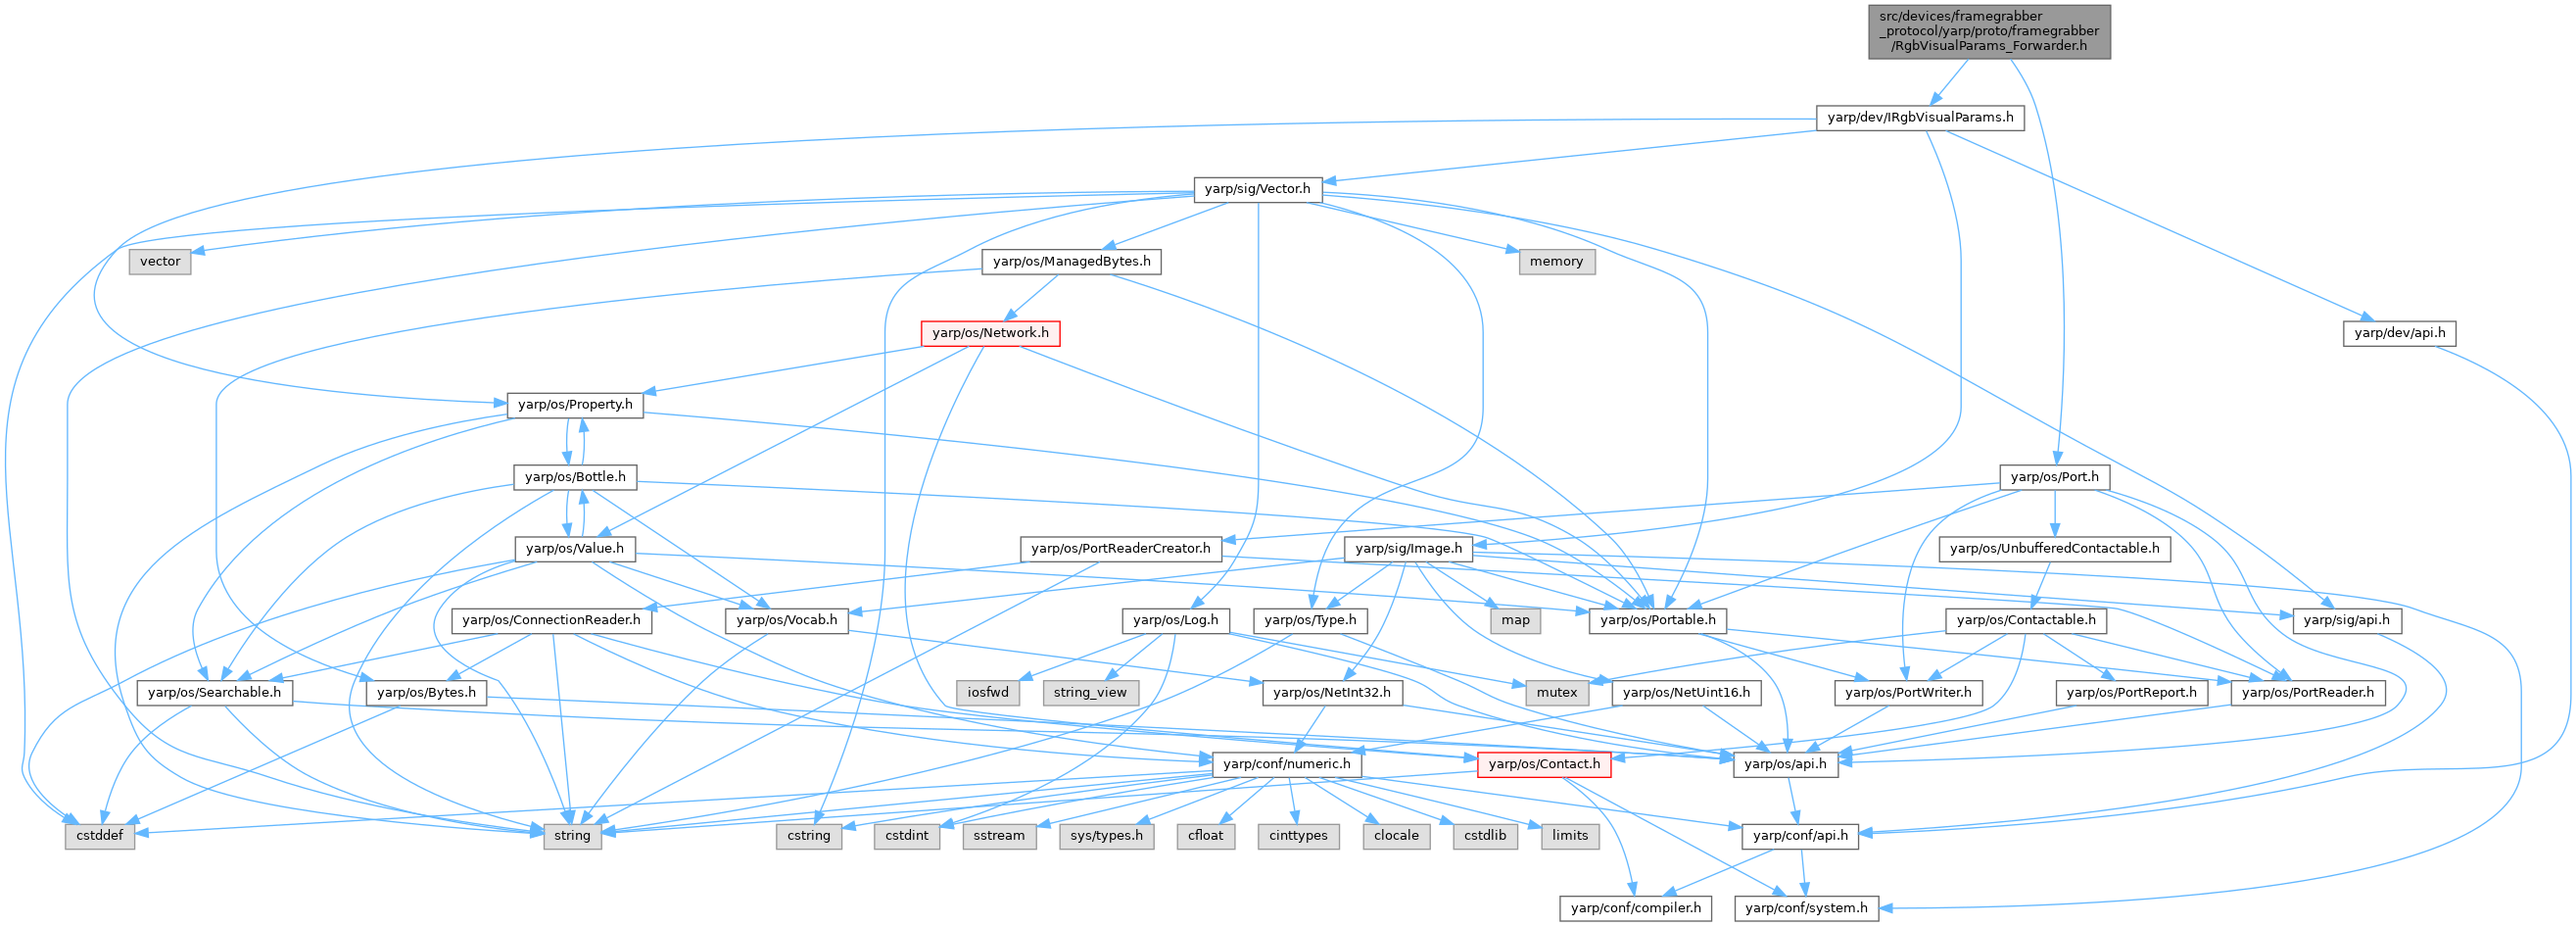 src/devices/framegrabber
_protocol/yarp/proto/framegrabber
/RgbVisualParams_Forwarder.h
yarp/dev/IRgbVisualParams.h
yarp/sig/Vector.h
vector
yarp/os/ManagedBytes.h
memory
yarp/os/Network.h
yarp/dev/api.h
yarp/os/Property.h
yarp/os/Bottle.h
yarp/os/Port.h
yarp/os/Value.h
yarp/os/PortReaderCreator.h
yarp/sig/Image.h
yarp/os/UnbufferedContactable.h
yarp/os/ConnectionReader.h
yarp/os/Vocab.h
yarp/os/Log.h
yarp/os/Type.h
map
yarp/os/Portable.h
yarp/os/Contactable.h
yarp/sig/api.h
yarp/os/Searchable.h
yarp/os/Bytes.h
iosfwd
string_view
yarp/os/NetInt32.h
mutex
yarp/os/NetUint16.h
yarp/os/PortWriter.h
yarp/os/PortReport.h
yarp/os/PortReader.h
yarp/conf/numeric.h
yarp/os/Contact.h
yarp/os/api.h
cstddef
string
cstring
cstdint
sstream
sys/types.h
cfloat
cinttypes
clocale
cstdlib
limits
yarp/conf/api.h
yarp/conf/compiler.h
yarp/conf/system.h